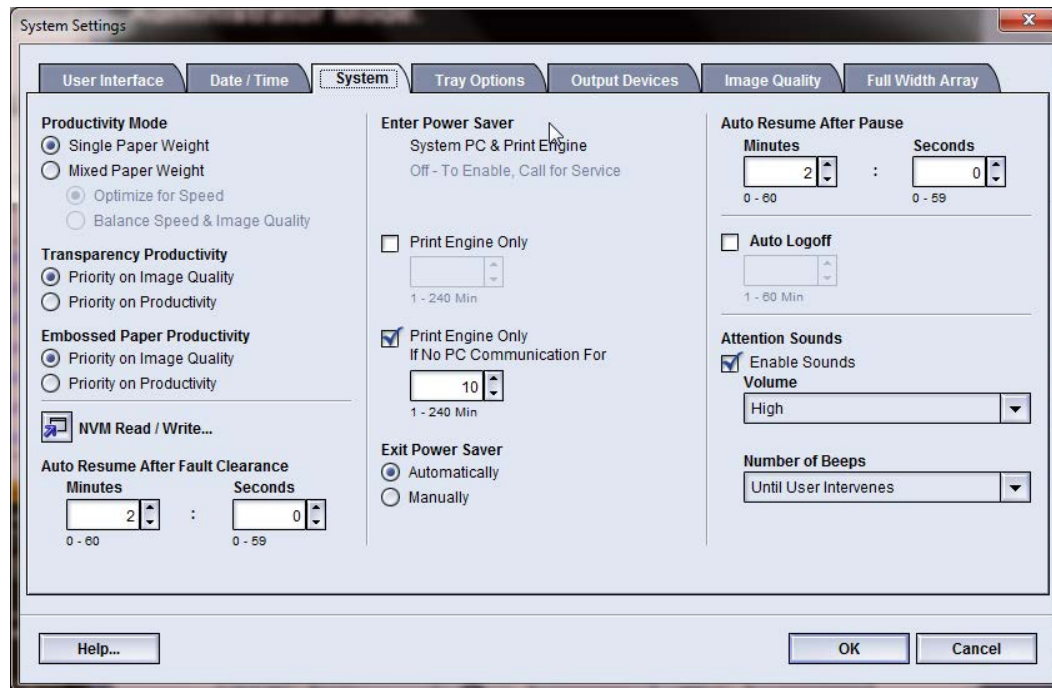 System Settings
User Interface
Date / Time
System
Tray Options
Output Devices
Image Quality
Full Width Array
Productivity Mode
Single Paper Weight
Mixed Paper Weight
Optimize for Speed
Balance Speed & Image Quality
Transparency Productivity
Priority on Image Quality
Priority on Productivity
Embossed Paper Productivity
Priority on Image Quality
Priority on Productivity
NVM Read / Write...
Auto Resume After Fault Clearance
Minutes Seconds
2 : 0
0 - 60 0 - 59
Enter Power Saver
System PC & Print Engine
Off - To Enable, Call for Service
Print Engine Only
1 - 240 Min
Print Engine Only
If No PC Communication For
10
1 - 240 Min
Exit Power Saver
Automatically
Manually
Auto Resume After Pause
Minutes Seconds
2 : 0
0 - 60 0 - 59
Auto Logoff
1 - 60 Min
Attention Sounds
Enable Sounds
Volume
High
Number of Beeps
Until User Intervenes
Help...
OK
Cancel